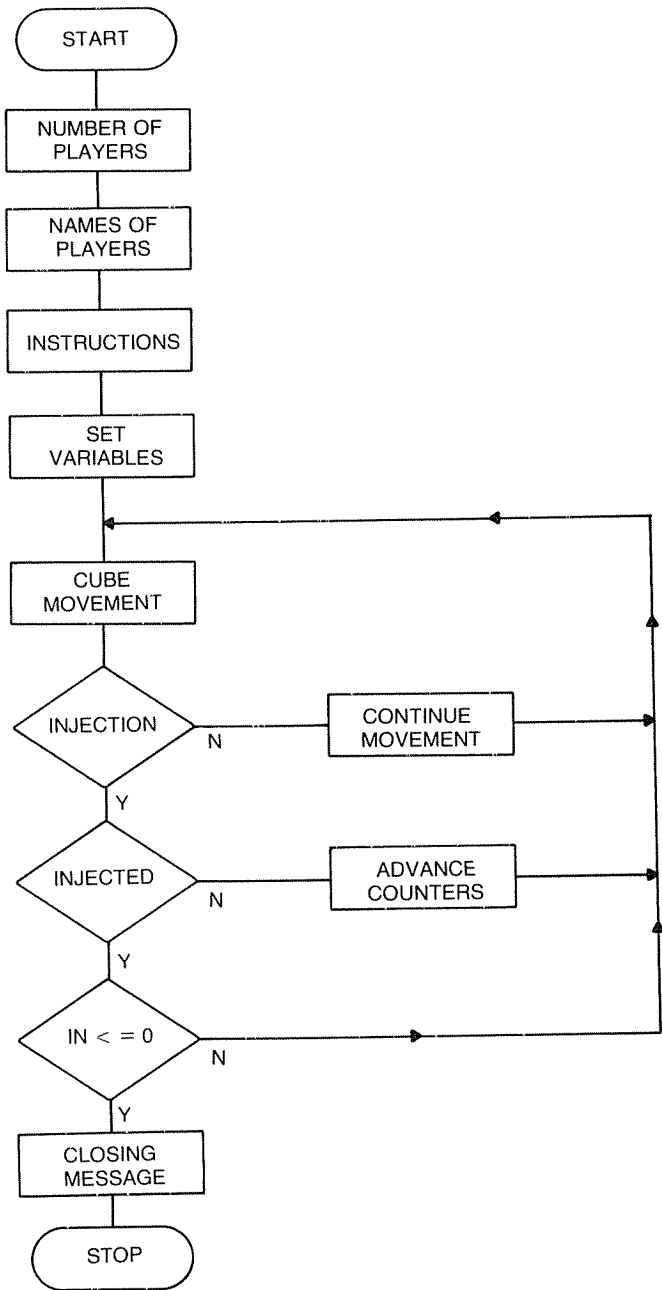 START
NUMBER OF
PLAYERS
NAMES OF
PLAYERS
INSTRUCTIONS
SET
VARIABLES
CUBE
MOVEMENT
INJECTION
N
CONTINUE
MOVEMENT
Y
INJECTED
N
ADVANCE
COUNTERS
Y
IN < = 0
N
Y
CLOSING
MESSAGE
STOP